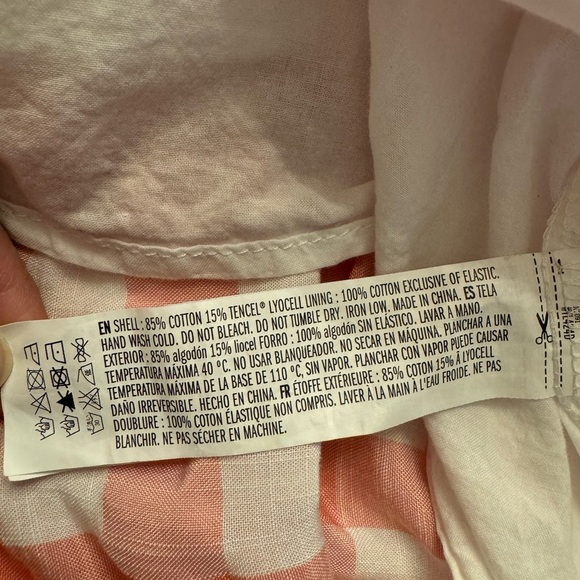 EN SHELL: 85% COTTON 15% TENCEL® LYOCELL LINING : 100% COTTON EXCLUSIVE OF ELASTIC.
HAND WASH COLD. DO NOT BLEACH. DO NOT TUMBLE DRY. IRON LOW. MADE IN CHINA. ES TELA
EXTERIOR : 85% algodón 15% liocel FORRO : 100% algodón SIN ELÁSTICO. LAVAR A MANO.
TEMPERATURA MÁXIMA 40 °C. NO USAR BLANQUEADOR. NO SECAR EN MÁQUINA. PLANCHAR A UNA
TEMPERATURA MÁXIMA DE LA BASE DE 110 °C, SIN VAPOR. PLANCHAR CON VAPOR PUEDE CAUSAR
DAÑO IRREVERSIBLE. HECHO EN CHINA. FR ÉTOFFE EXTÉRIEURE : 85% COTON 15% À LYOCELL
DOUBLURE : 100% COTON ÉLASTIQUE NON COMPRIS. LAVER À LA MAIN À L'EAU FROIDE. NE PAS
BLANCHIR. NE PAS SÉCHER EN MACHINE.